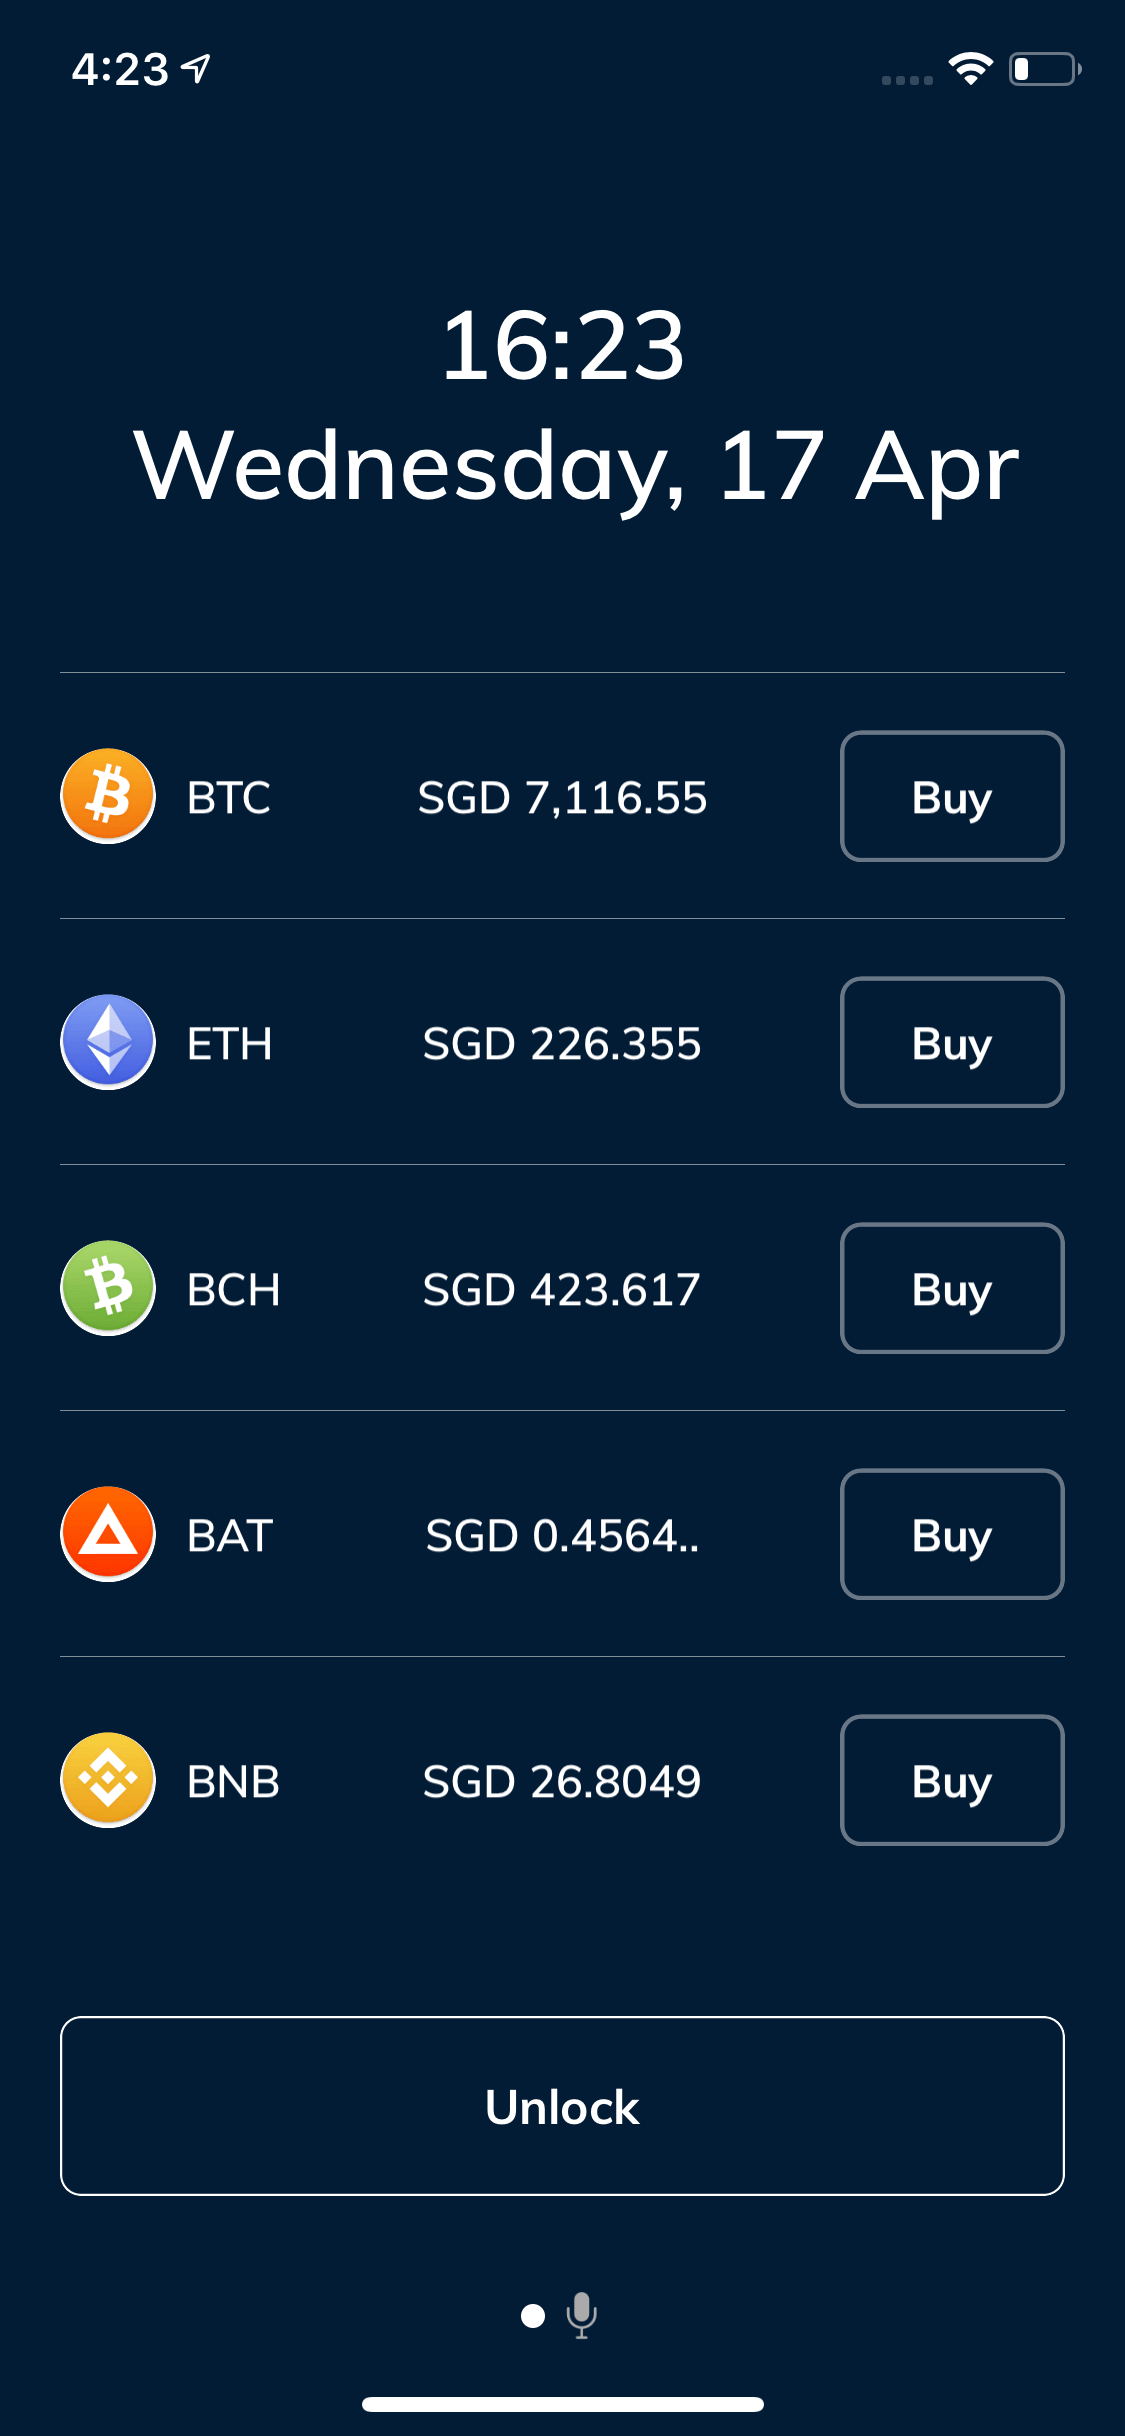 4:23
16:23
Wednesday, 17 Apr
BTC SGD 7,116.55 Buy
ETH SGD 226.355 Buy
BCH SGD 423.617 Buy
BAT SGD 0.4564.. Buy
BNB SGD 26.8049 Buy
Unlock